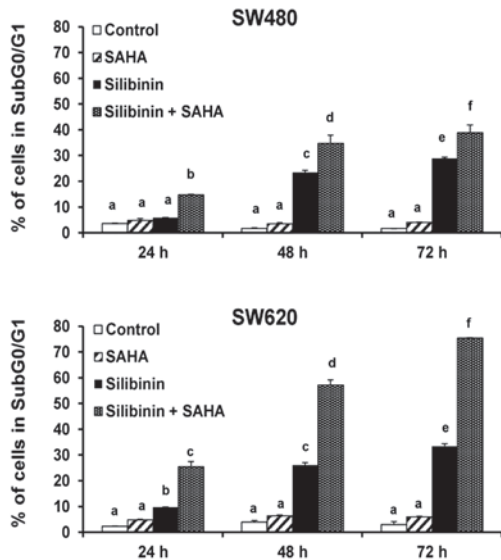 SW480
% of cells in SubG0/G1
80
70
60
50
40
30
20
10
0
Control
SAHA
Silibinin
Silibinin + SAHA
a a a b
a a c d
a a e f
24 h 48 h 72 h
SW620
% of cells in SubG0/G1
80
70
60
50
40
30
20
10
0
Control
SAHA
Silibinin
Silibinin + SAHA
a a b c
a a c d
a a e f
24 h 48 h 72 h